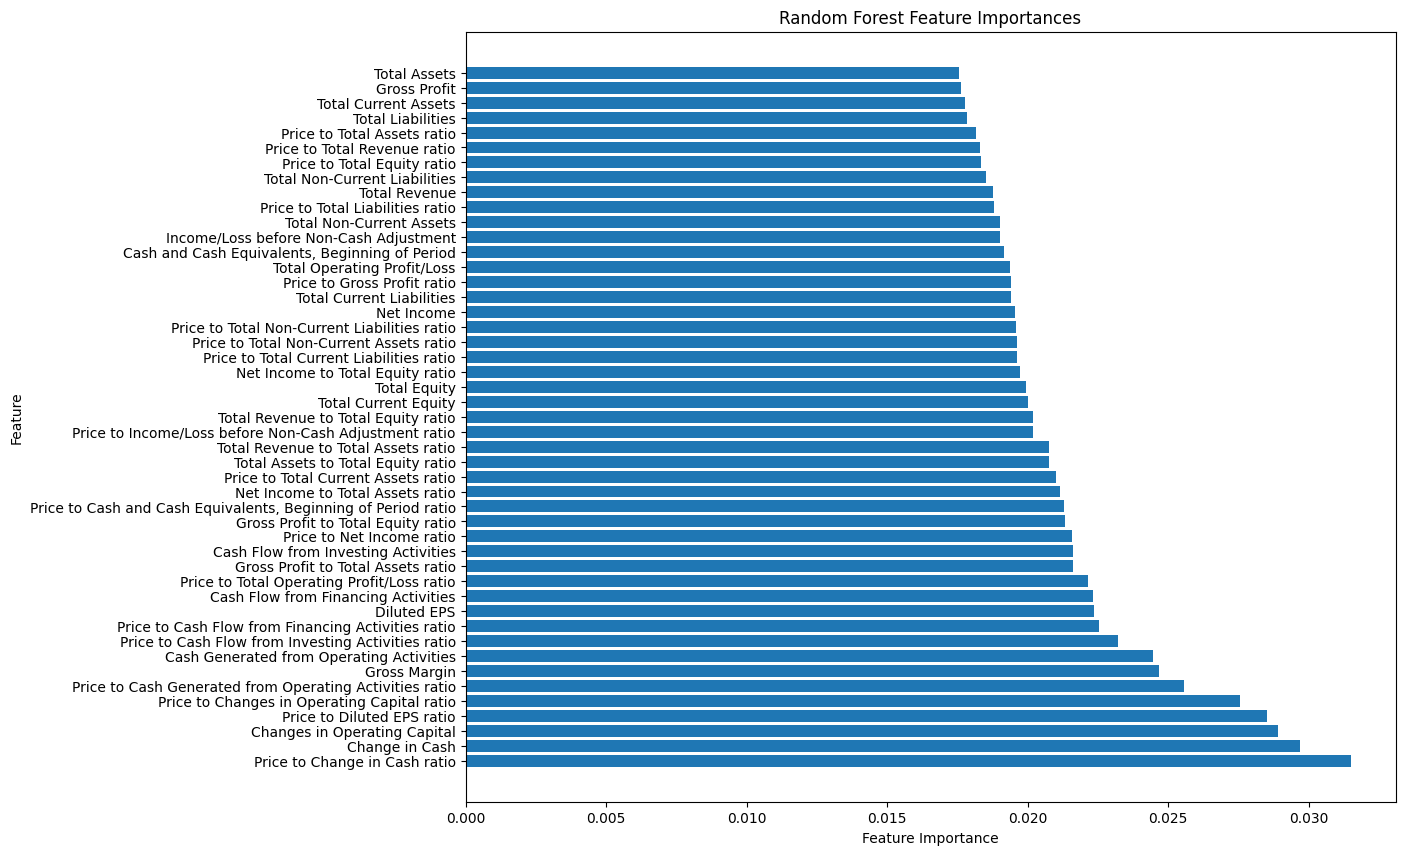 Random Forest Feature Importances
Total Assets
Gross Profit
Total Current Assets
Total Liabilities
Price to Total Assets ratio
Price to Total Revenue ratio
Price to Total Equity ratio
Total Non-Current Liabilities
Total Revenue
Price to Total Liabilities ratio
Total Non-Current Assets
Income/Loss before Non-Cash Adjustment
Cash and Cash Equivalents, Beginning of Period
Total Operating Profit/Loss
Price to Gross Profit ratio
Total Current Liabilities
Net Income
Price to Total Non-Current Liabilities ratio
Price to Total Non-Current Assets ratio
Price to Total Current Liabilities ratio
Net Income to Total Equity ratio
Total Equity
Total Current Equity
Total Revenue to Total Equity ratio
Price to Income/Loss before Non-Cash Adjustment ratio
Total Revenue to Total Assets ratio
Total Assets to Total Equity ratio
Price to Total Current Assets ratio
Net Income to Total Assets ratio
Price to Cash and Cash Equivalents, Beginning of Period ratio
Gross Profit to Total Equity ratio
Price to Net Income ratio
Cash Flow from Investing Activities
Gross Profit to Total Assets ratio
Price to Total Operating Profit/Loss ratio
Cash Flow from Financing Activities
Diluted EPS
Price to Cash Flow from Financing Activities ratio
Price to Cash Flow from Investing Activities ratio
Cash Generated from Operating Activities
Gross Margin
Price to Cash Generated from Operating Activities ratio
Price to Changes in Operating Capital ratio
Price to Diluted EPS ratio
Changes in Operating Capital
Change in Cash
Price to Change in Cash ratio
Feature
0.000 0.005 0.010 0.015 0.020 0.025 0.030
Feature Importance